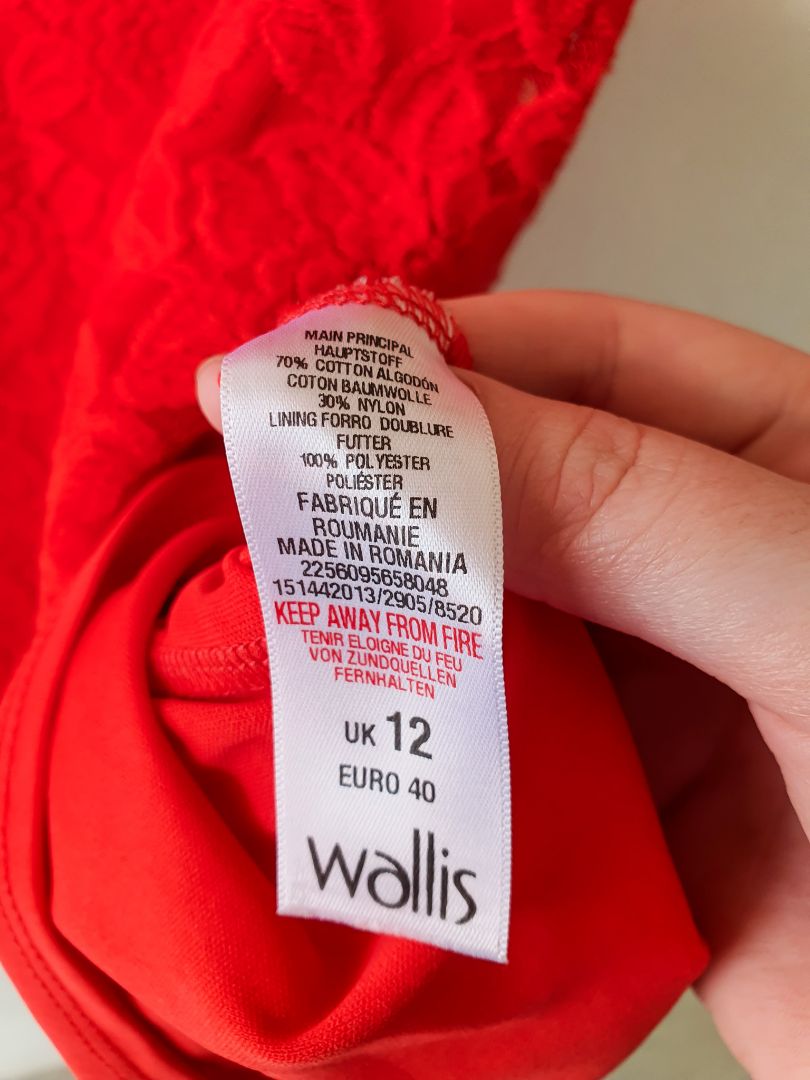 MAIN PRINCIPAL
HAUPTSTOFF
70% COTTON ALGODÓN
COTON BAUMWOLLE
30% NYLON
LINING FORRO DOUBLURE
FUTTER
100% POLYESTER
POLIÉSTER
FABRIQUÉ EN
ROUMANIE
MADE IN ROMANIA
2256095658048
151442013/2905/8520
KEEP AWAY FROM FIRE
TENIR ELOIGNE DU FEU
VON ZUNDQUELLEN
FERNHALTEN
UK 12
EURO 40
wallis